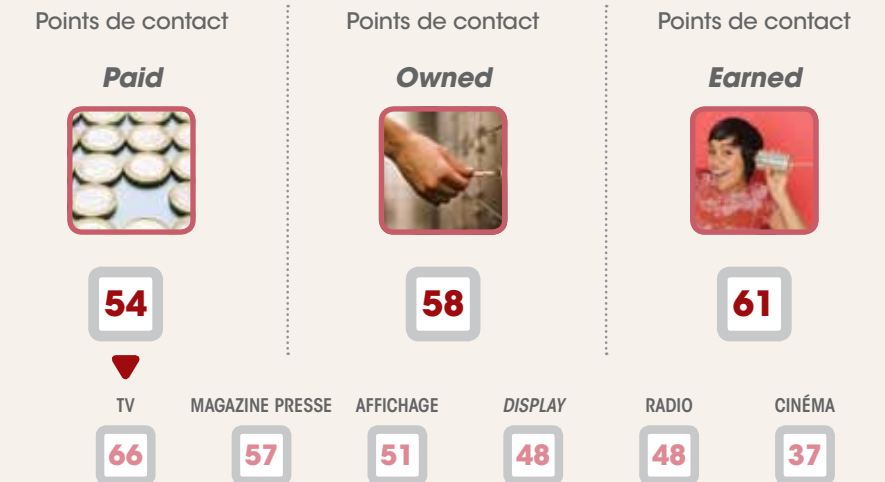 Points de contact
Points de contact
Points de contact
Paid
Owned
Earned
54
58
61
TV
MAGAZINE PRESSE
AFFICHAGE
DISPLAY
RADIO
CINÉMA
66
57
51
48
48
37